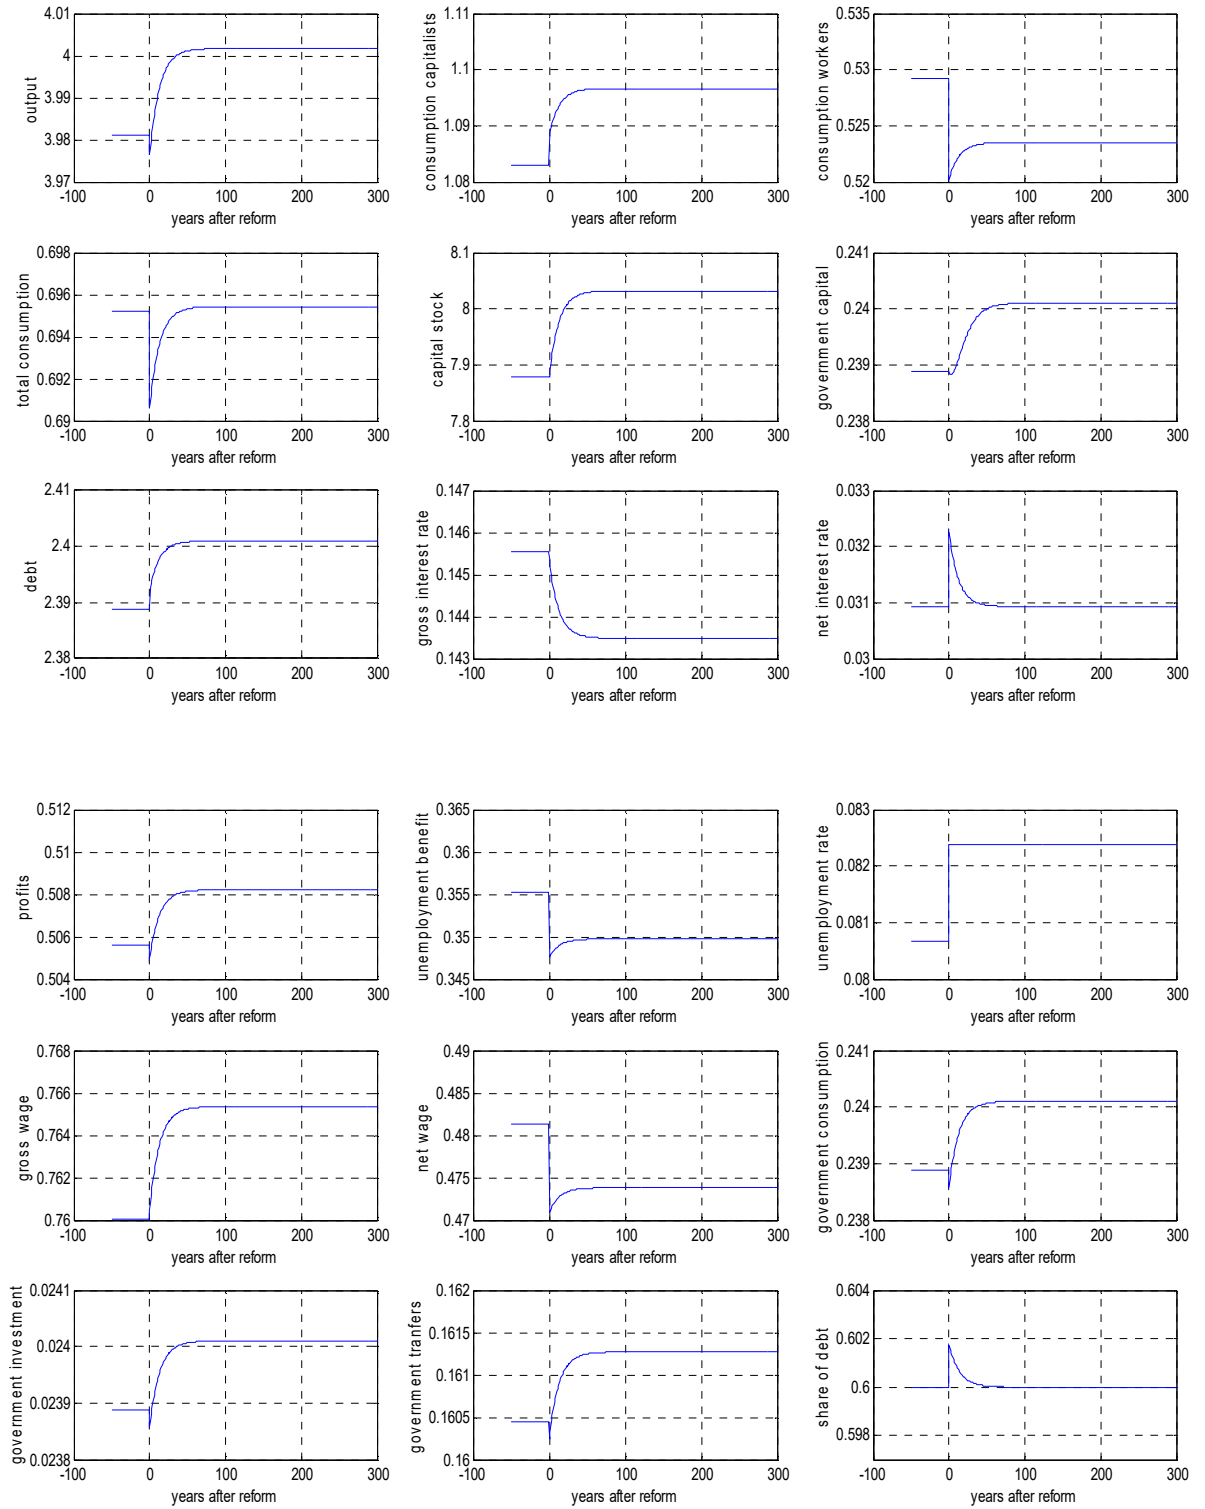 output
4.01
4
3.99
3.98
3.97
-100 0 100 200 300
years after reform
consumption capitalists
1.11
1.1
1.09
1.08
-100 0 100 200 300
years after reform
consumption workers
0.535
0.53
0.525
0.52
-100 0 100 200 300
years after reform
total consumption
0.698
0.696
0.694
0.692
0.69
-100 0 100 200 300
years after reform
capital stock
8.1
8
7.9
7.8
-100 0 100 200 300
years after reform
government capital
0.241
0.24
0.239
0.238
-100 0 100 200 300
years after reform
debt
2.41
2.4
2.39
2.38
-100 0 100 200 300
years after reform
gross interest rate
0.147
0.146
0.145
0.144
0.143
-100 0 100 200 300
years after reform
net interest rate
0.033
0.032
0.031
0.03
-100 0 100 200 300
years after reform
profits
0.512
0.51
0.508
0.506
0.504
-100 0 100 200 300
years after reform
unemployment benefit
0.365
0.36
0.355
0.35
0.345
-100 0 100 200 300
years after reform
unemployment rate
0.083
0.082
0.081
0.08
-100 0 100 200 300
years after reform
gross wage
0.768
0.766
0.764
0.762
0.76
-100 0 100 200 300
years after reform
net wage
0.49
0.485
0.48
0.475
0.47
-100 0 100 200 300
years after reform
government consumption
0.241
0.24
0.239
0.238
-100 0 100 200 300
years after reform
government investment
0.0241
0.024
0.0239
0.0238
-100 0 100 200 300
years after reform
government tranfers
0.162
0.1615
0.161
0.1605
0.16
-100 0 100 200 300
years after reform
share of debt
0.604
0.602
0.6
0.598
-100 0 100 200 300
years after reform